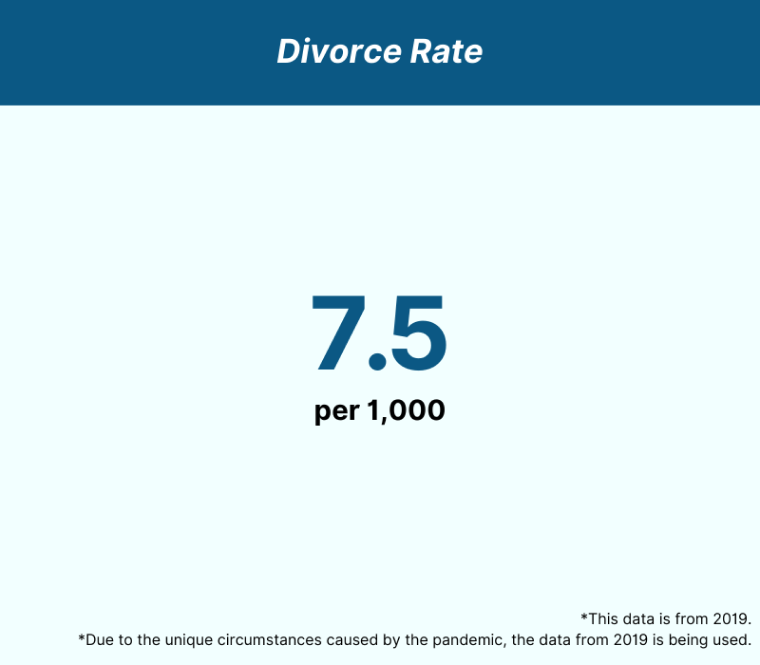 Divorce Rate
7.5
per 1,000
*This data is from 2019.
*Due to the unique circumstances caused by the pandemic, the data from 2019 is being used.